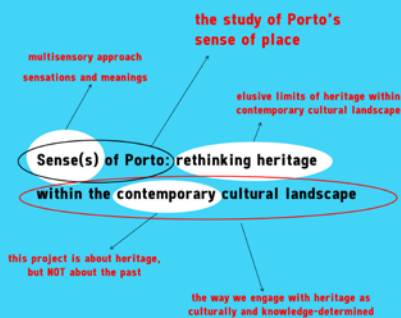 the study of Porto's
sense of place
multisensory approach
sensations and meanings
elusive limits of heritage within
contemporary cultural landscape
Sense(s) of Porto: rethinking heritage
within the contemporary cultural landscape
this project is about heritage,
but NOT about the past
the way we engage with heritage as
culturally and knowledge-determined